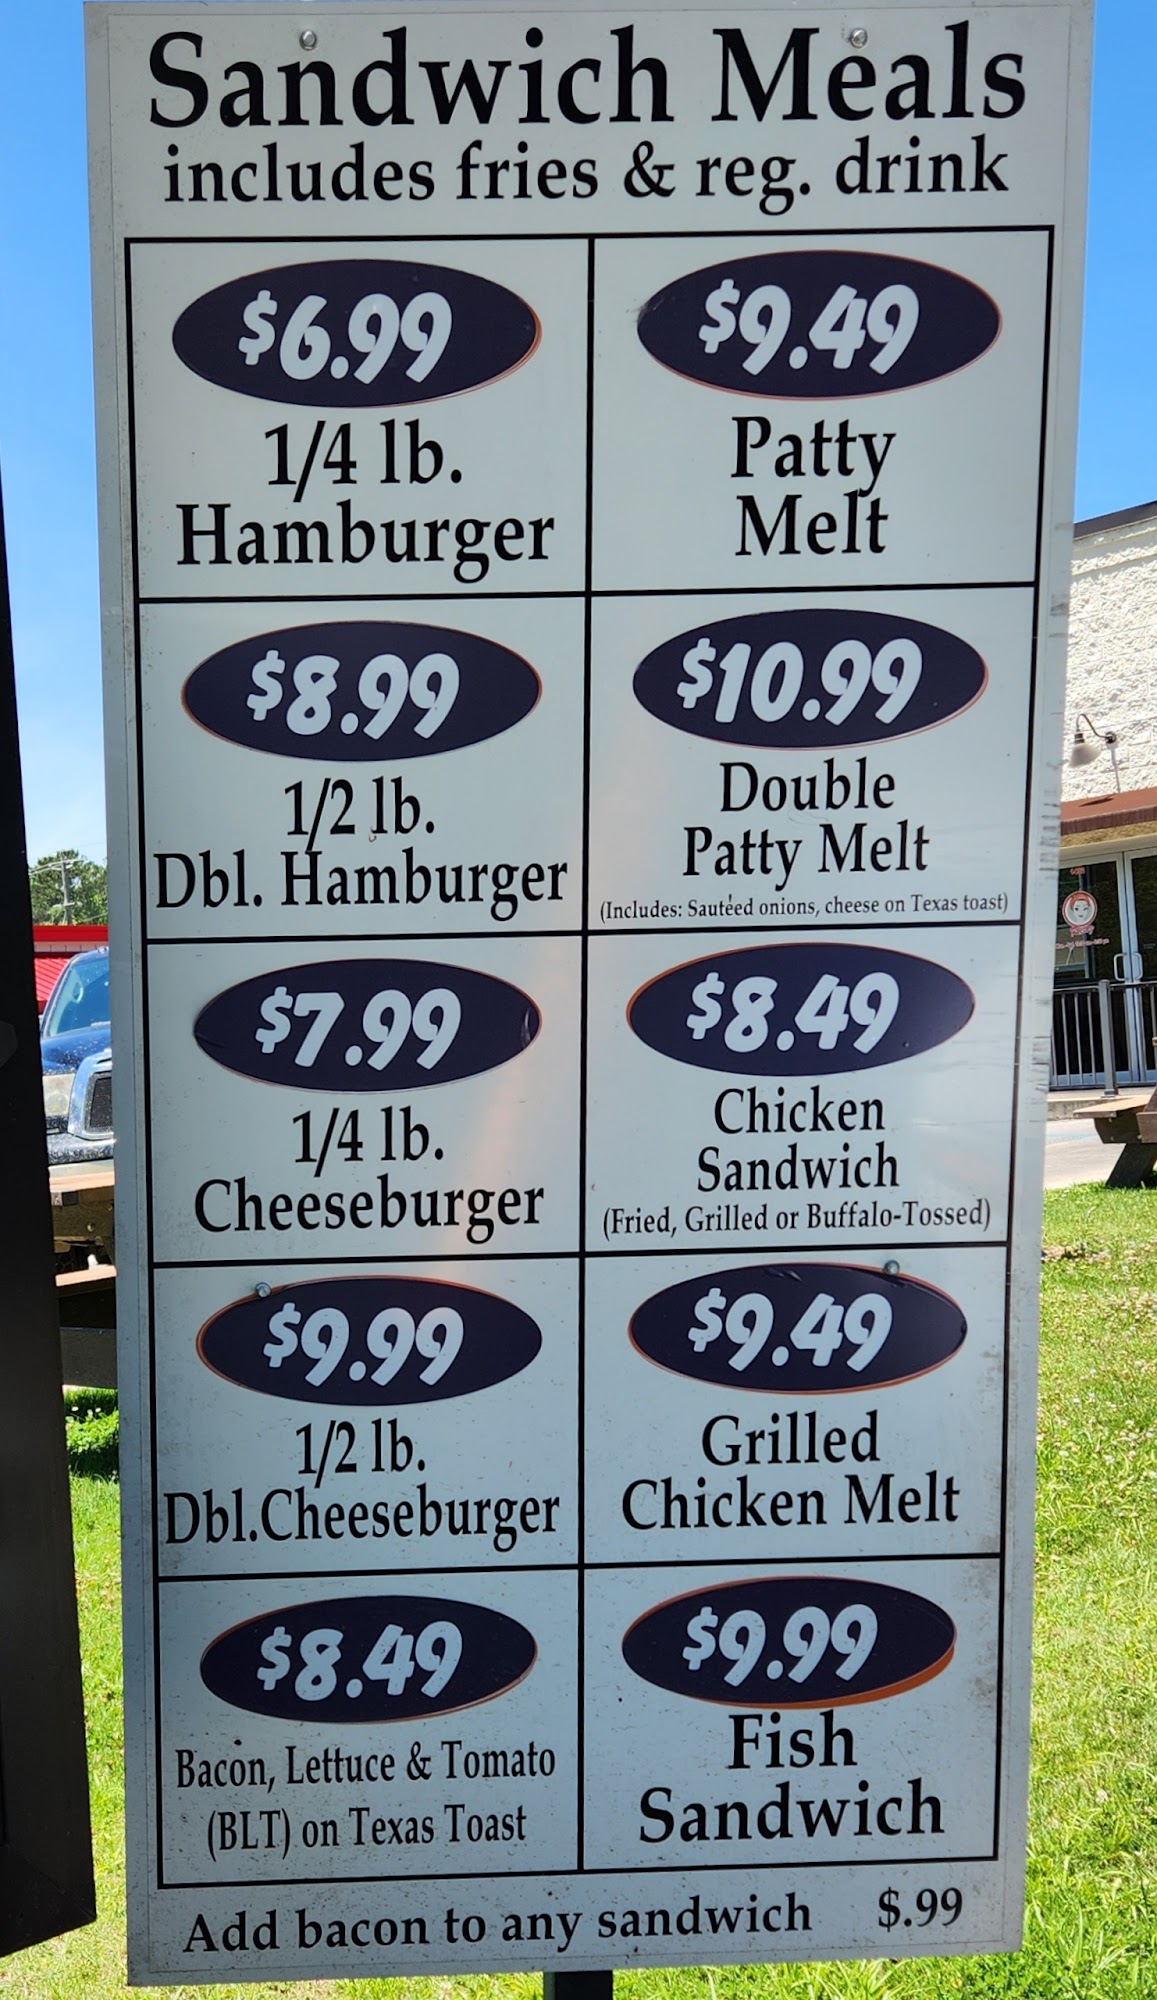 Sandwich Meals
includes fries & reg. drink
$6.99
1/4 lb.
Hamburger
$9.49
Patty
Melt
$8.99
1/2 lb.
Dbl. Hamburger
$10.99
Double
Patty Melt
(Includes: Sautéed onions, cheese on Texas toast)
$7.99
1/4 lb.
Cheeseburger
$8.49
Chicken
Sandwich
(Fried, Grilled or Buffalo-Tossed)
$9.99
1/2 lb.
Dbl.Cheeseburger
$9.49
Grilled
Chicken Melt
$8.49
Bacon, Lettuce & Tomato
(BLT) on Texas Toast
$9.99
Fish
Sandwich
Add bacon to any sandwich $.99